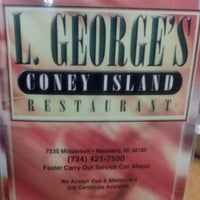 L. GEORGE'S
CONEY ISLAND
RESTAURANT
7335 Middlebelt • Westland, MI 48185
(734) 421-7500
Faster Carry-Out Service Call Ahead
We Accept Visa & Mastercard
Gift Certificate Available